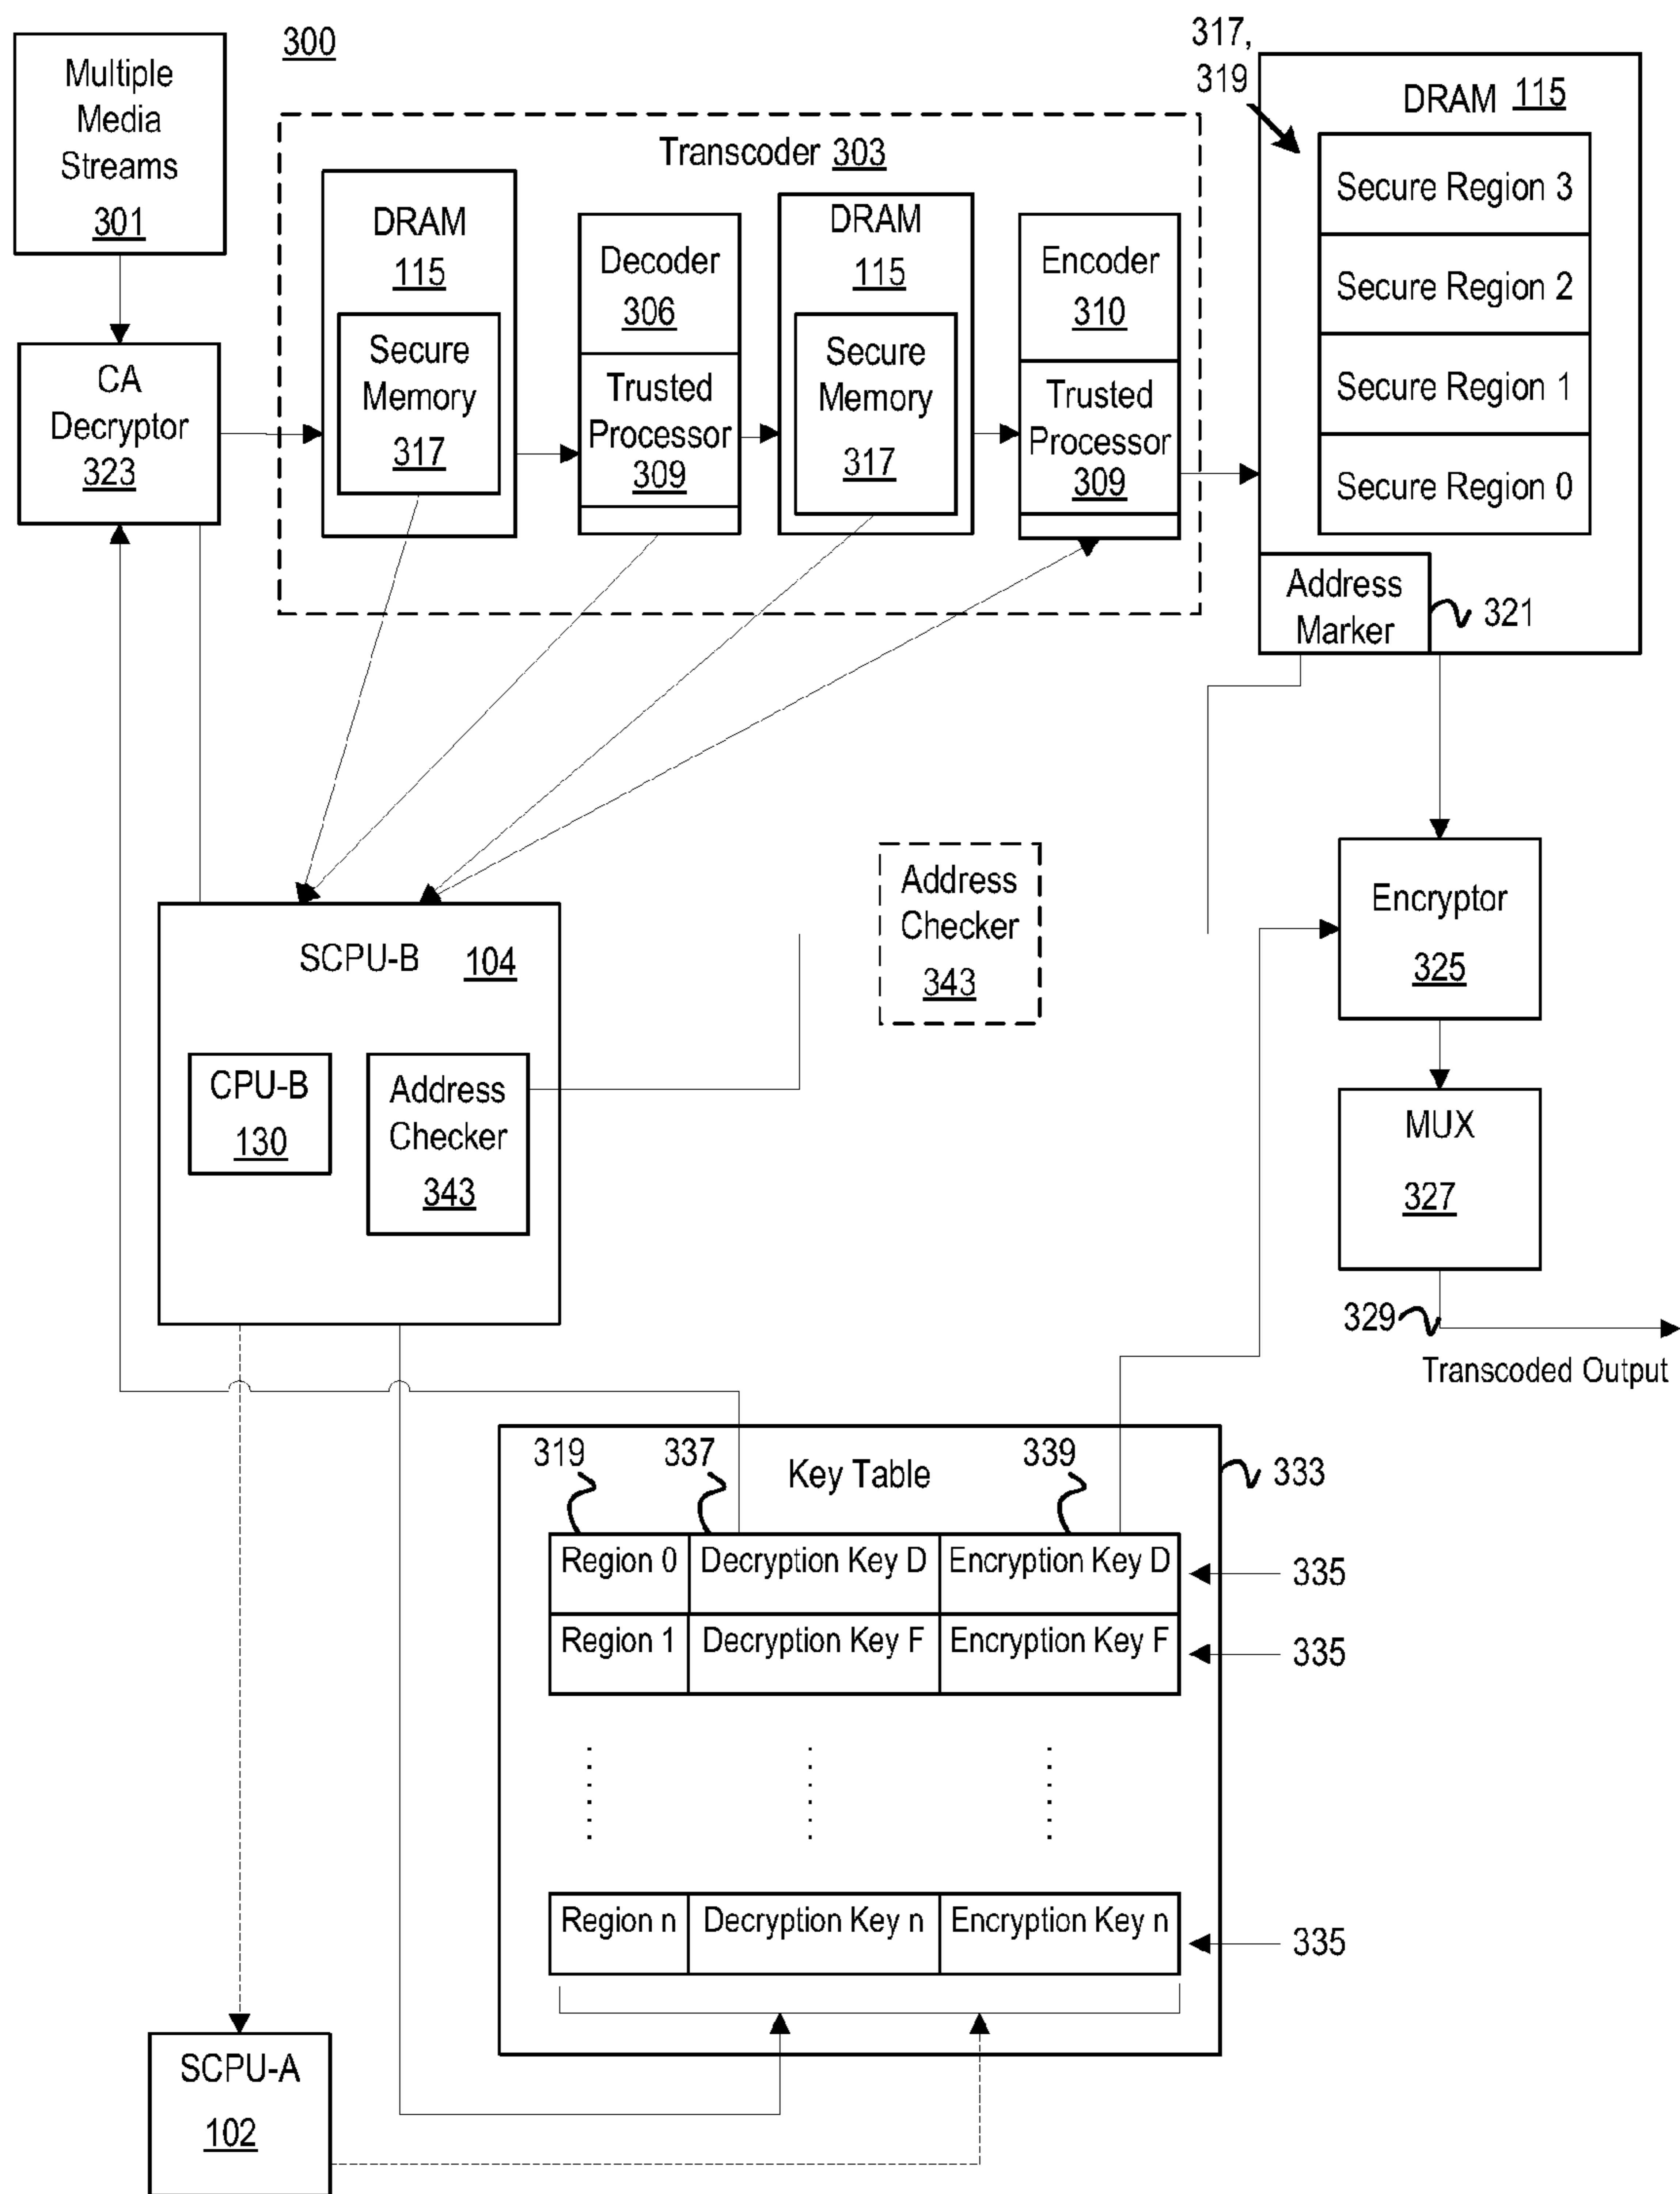 300
Multiple
Media
Streams
301
317,
319
DRAM 115
Secure Region 3
Secure Region 2
Secure Region 1
Secure Region 0
Address
Marker
321
Transcoder 303
DRAM
115
Secure
Memory
317
Decoder
306
Trusted
Processor
309
DRAM
115
Secure
Memory
317
Encoder
310
Trusted
Processor
309
CA
Decryptor
323
Address
Checker
343
Encryptor
325
SCPU-B 104
CPU-B
130
Address
Checker
343
MUX
327
329
Transcoded Output
319 337 339
Key Table
333
Region 0 Decryption Key D Encryption Key D 335
Region 1 Decryption Key F Encryption Key F 335
Region n Decryption Key n Encryption Key n 335
SCPU-A
102